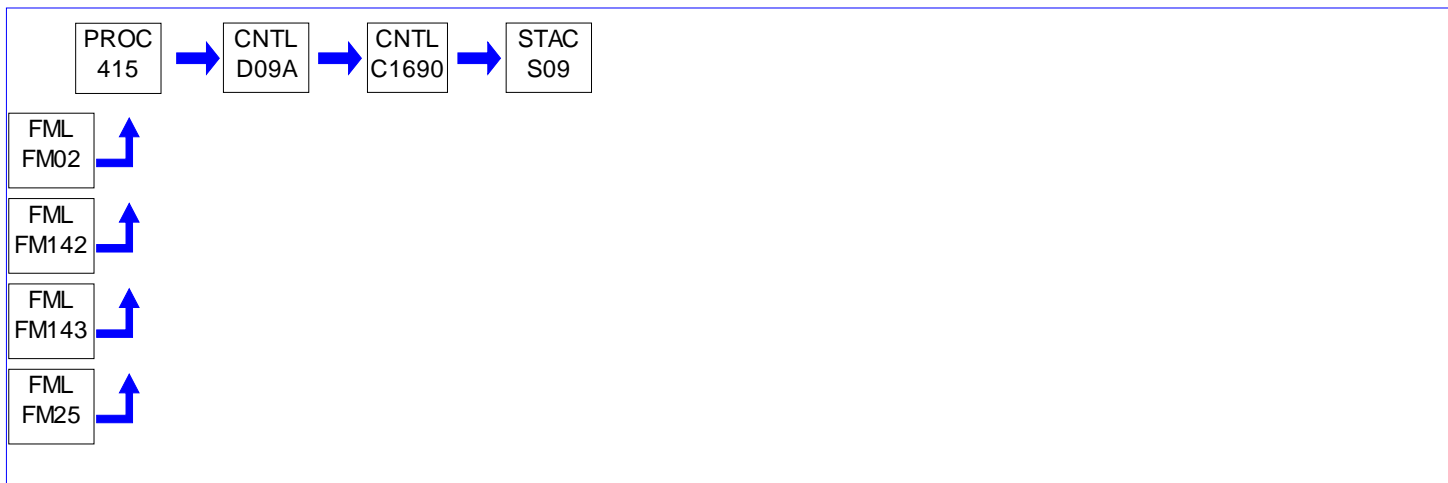 PROC
415
CNTL
D09A
CNTL
C1690
STAC
S09
FML
FM02
FML
FM142
FML
FM143
FML
FM25